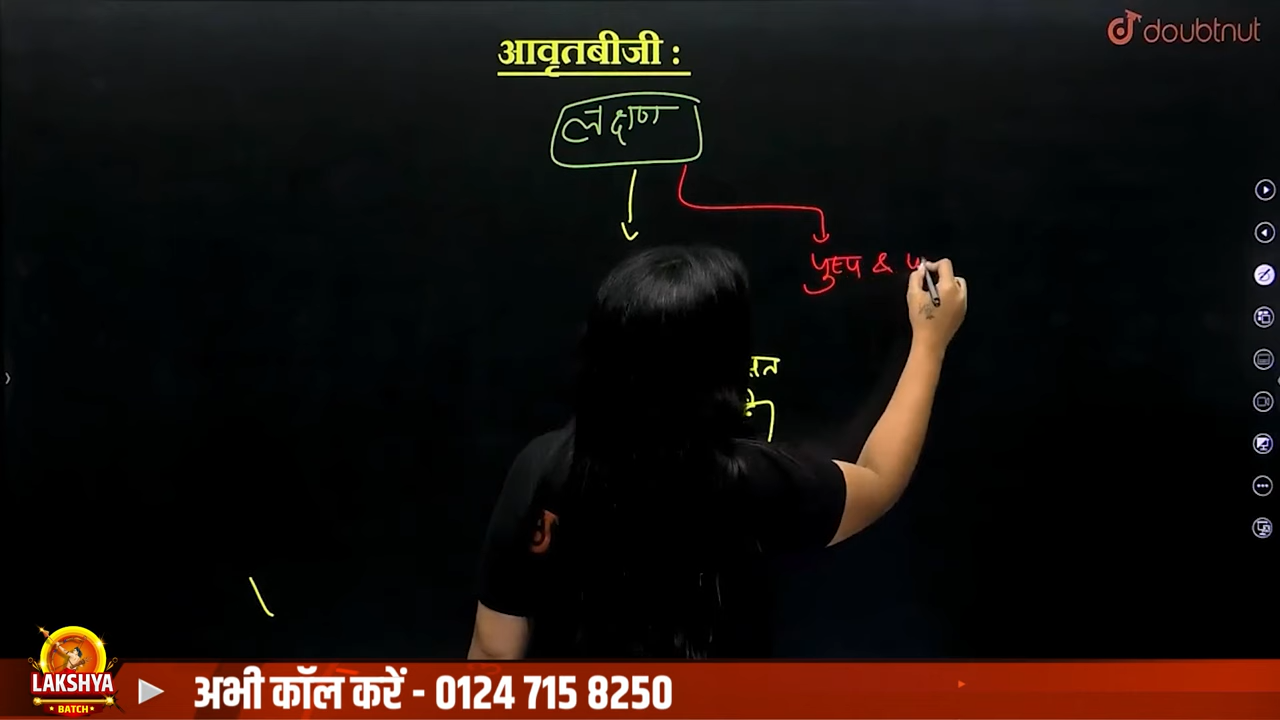 doubtnut
आवृतबीजी :
लक्षण
पुष्प &
LAKSHYA
BATCH
अभी कॉल करें - 0124 715 8250